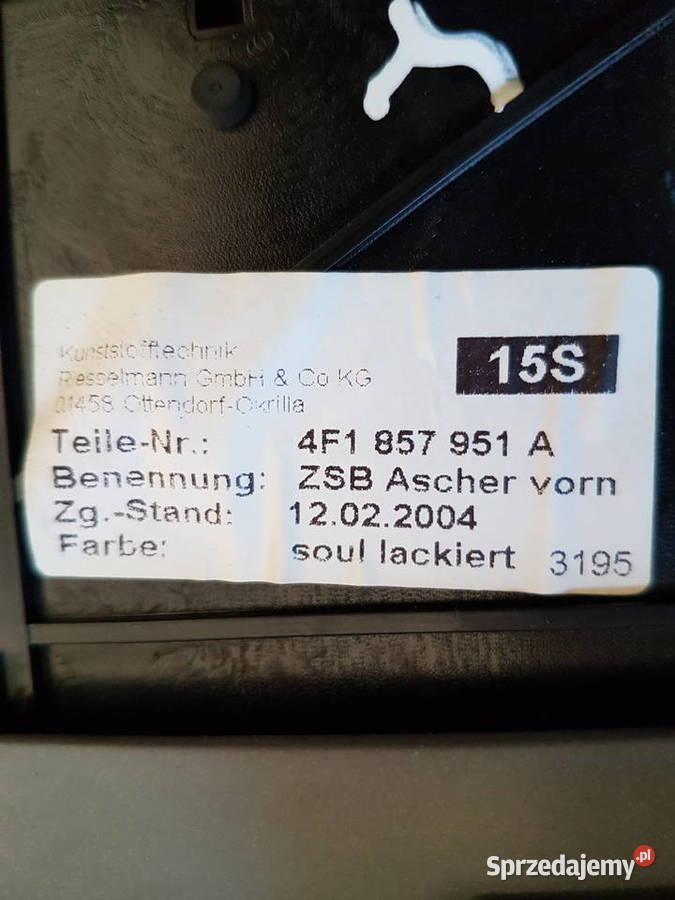 Kunststofftechnik
Riesselmann GmbH & Co KG
01458 Ottendorf-Okrilla
15S
Teile-Nr.: 4F1 857 951 A
Benennung: ZSB Ascher vorn
Zg.-Stand: 12.02.2004
Farbe: soul lackiert 3195
Sprzedajemy.pl